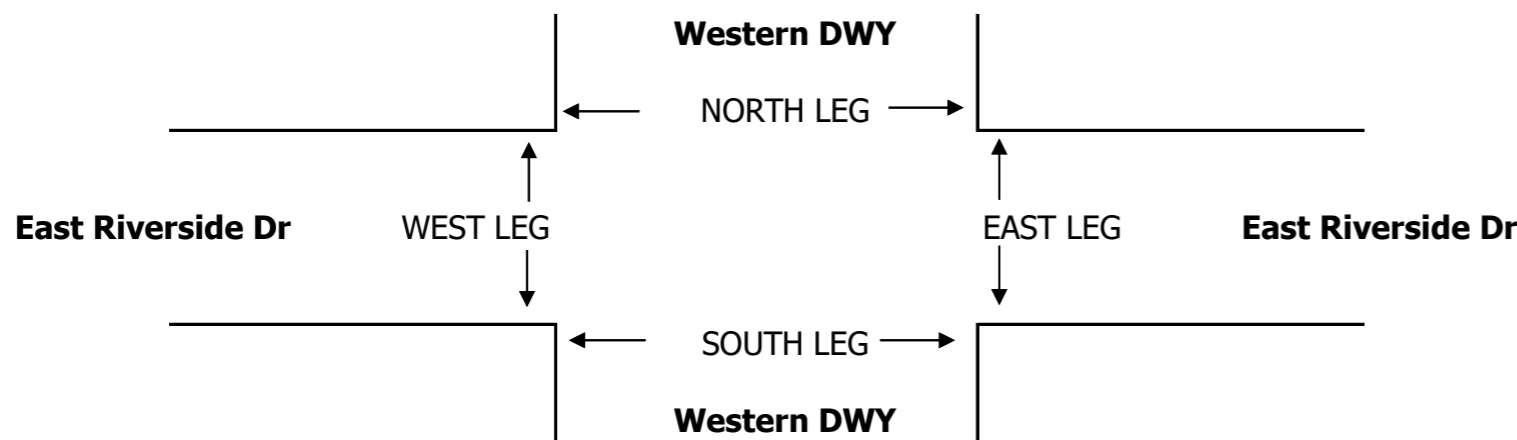 Western DWY
NORTH LEG
East Riverside Dr WEST LEG EAST LEG East Riverside Dr
SOUTH LEG
Western DWY